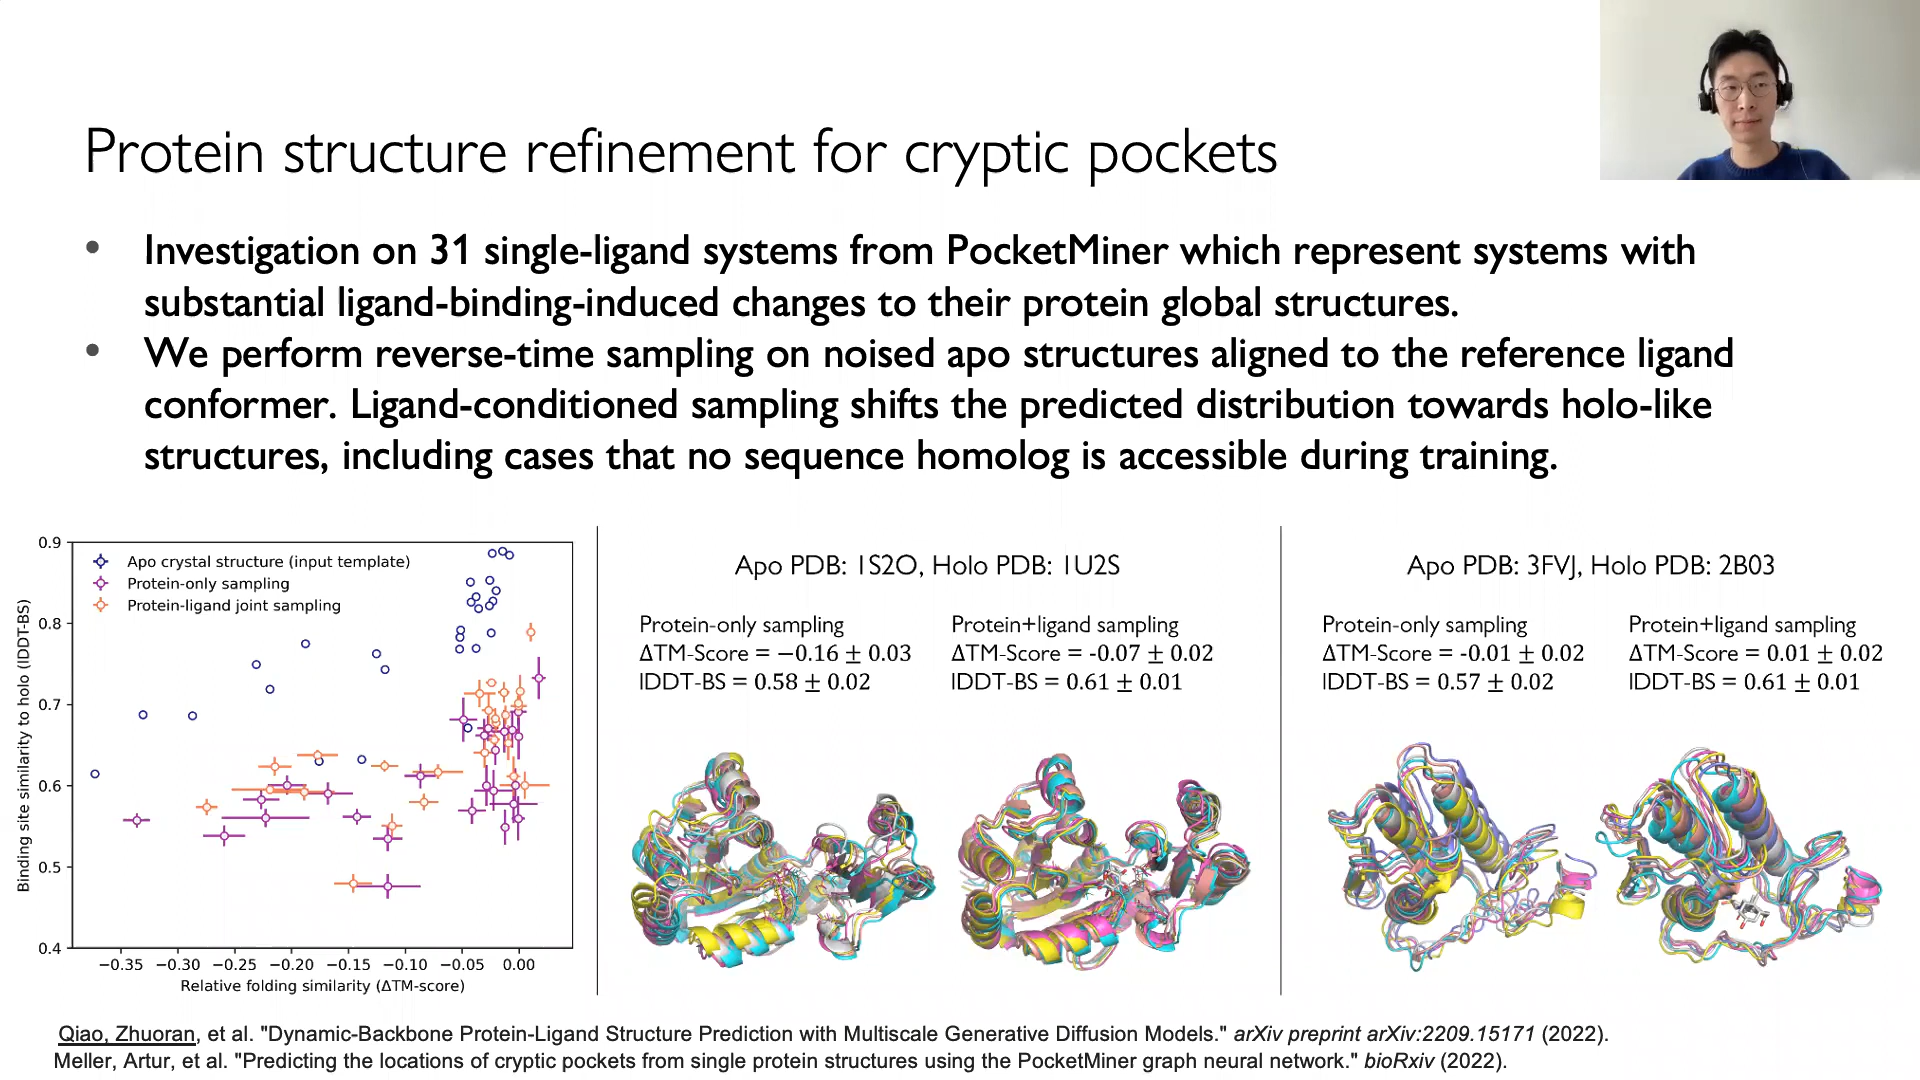 Protein structure refinement for cryptic pockets
• Investigation on 31 single-ligand systems from PocketMiner which represent systems with
substantial ligand-binding-induced changes to their protein global structures.
• We perform reverse-time sampling on noised apo structures aligned to the reference ligand
conformer. Ligand-conditioned sampling shifts the predicted distribution towards holo-like
structures, including cases that no sequence homolog is accessible during training.
Binding site similarity to holo (lDDT-BS)
0.9
0.8
0.7
0.6
0.5
0.4
Apo crystal structure (input template)
Protein-only sampling
Protein-ligand joint sampling
−0.35 −0.30 −0.25 −0.20 −0.15 −0.10 −0.05 0.00
Relative folding similarity (ΔTM-score)
Apo PDB: 1S2O, Holo PDB: 1U2S
Protein-only sampling
ΔTM-Score = −0.16 ± 0.03
lDDT-BS = 0.58 ± 0.02
Protein+ligand sampling
ΔTM-Score = -0.07 ± 0.02
lDDT-BS = 0.61 ± 0.01
Apo PDB: 3FVJ, Holo PDB: 2B03
Protein-only sampling
ΔTM-Score = -0.01 ± 0.02
lDDT-BS = 0.57 ± 0.02
Protein+ligand sampling
ΔTM-Score = 0.01 ± 0.02
lDDT-BS = 0.61 ± 0.01
Qiao, Zhuoran, et al. "Dynamic-Backbone Protein-Ligand Structure Prediction with Multiscale Generative Diffusion Models." arXiv preprint arXiv:2209.15171 (2022).
Meller, Artur, et al. "Predicting the locations of cryptic pockets from single protein structures using the PocketMiner graph neural network." bioRxiv (2022).